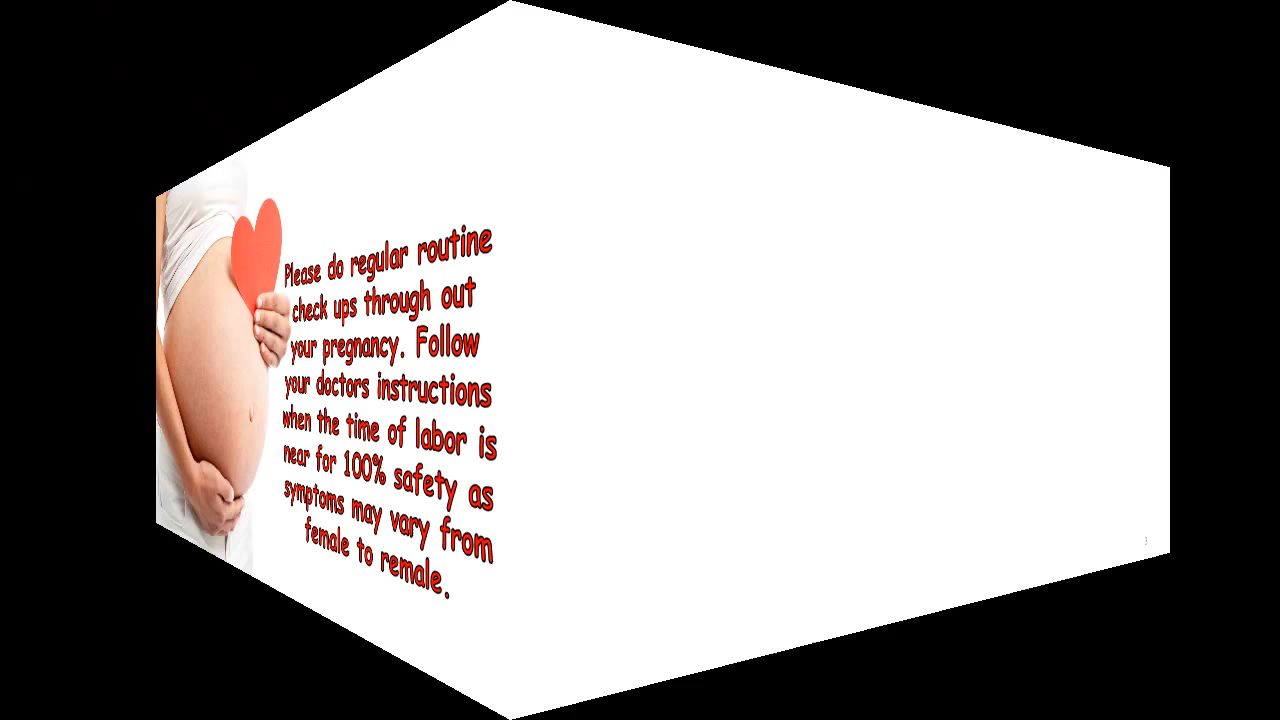 Please do regular routine
check ups through out
your pregnancy. Follow
your doctors instructions
when the time of labor is
near for 100% safety as
symptoms may vary from
female to remale.
3